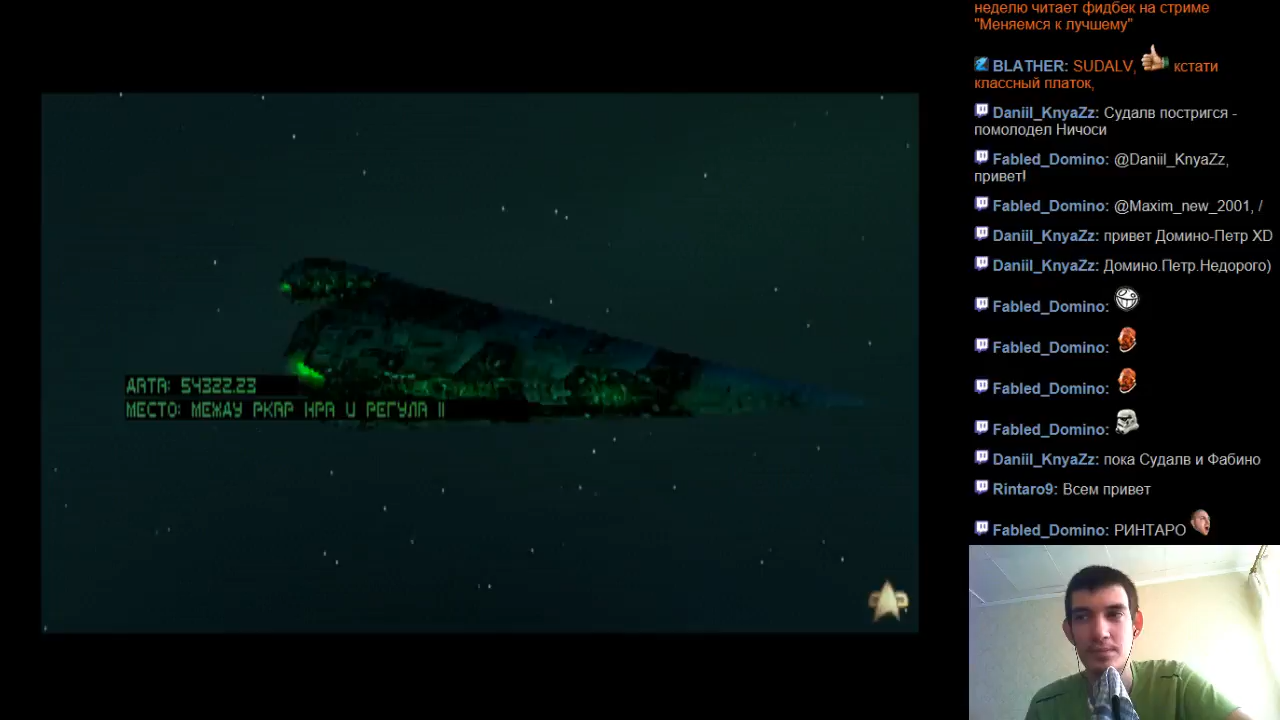 ДАТА: 54322.23
МЕСТО: МЕЖДУ РКАР НРА И РЕГУЛА II
неделю читает фидбек на стриме
"Меняемся к лучшему"
BLATHER: SUDALV, кстати
классный платок,
Daniil_KnyaZz: Судалв постригся -
помолодел Ничоси
Fabled_Domino: @Daniil_KnyaZz,
привет!
Fabled_Domino: @Maxim_new_2001, /
Daniil_KnyaZz: привет Домино-Петр XD
Daniil_KnyaZz: Домино.Петр.Недорого)
Fabled_Domino:
Fabled_Domino:
Fabled_Domino:
Fabled_Domino:
Daniil_KnyaZz: пока Судалв и Фабино
Rintaro9: Всем привет
Fabled_Domino: РИНТАРО